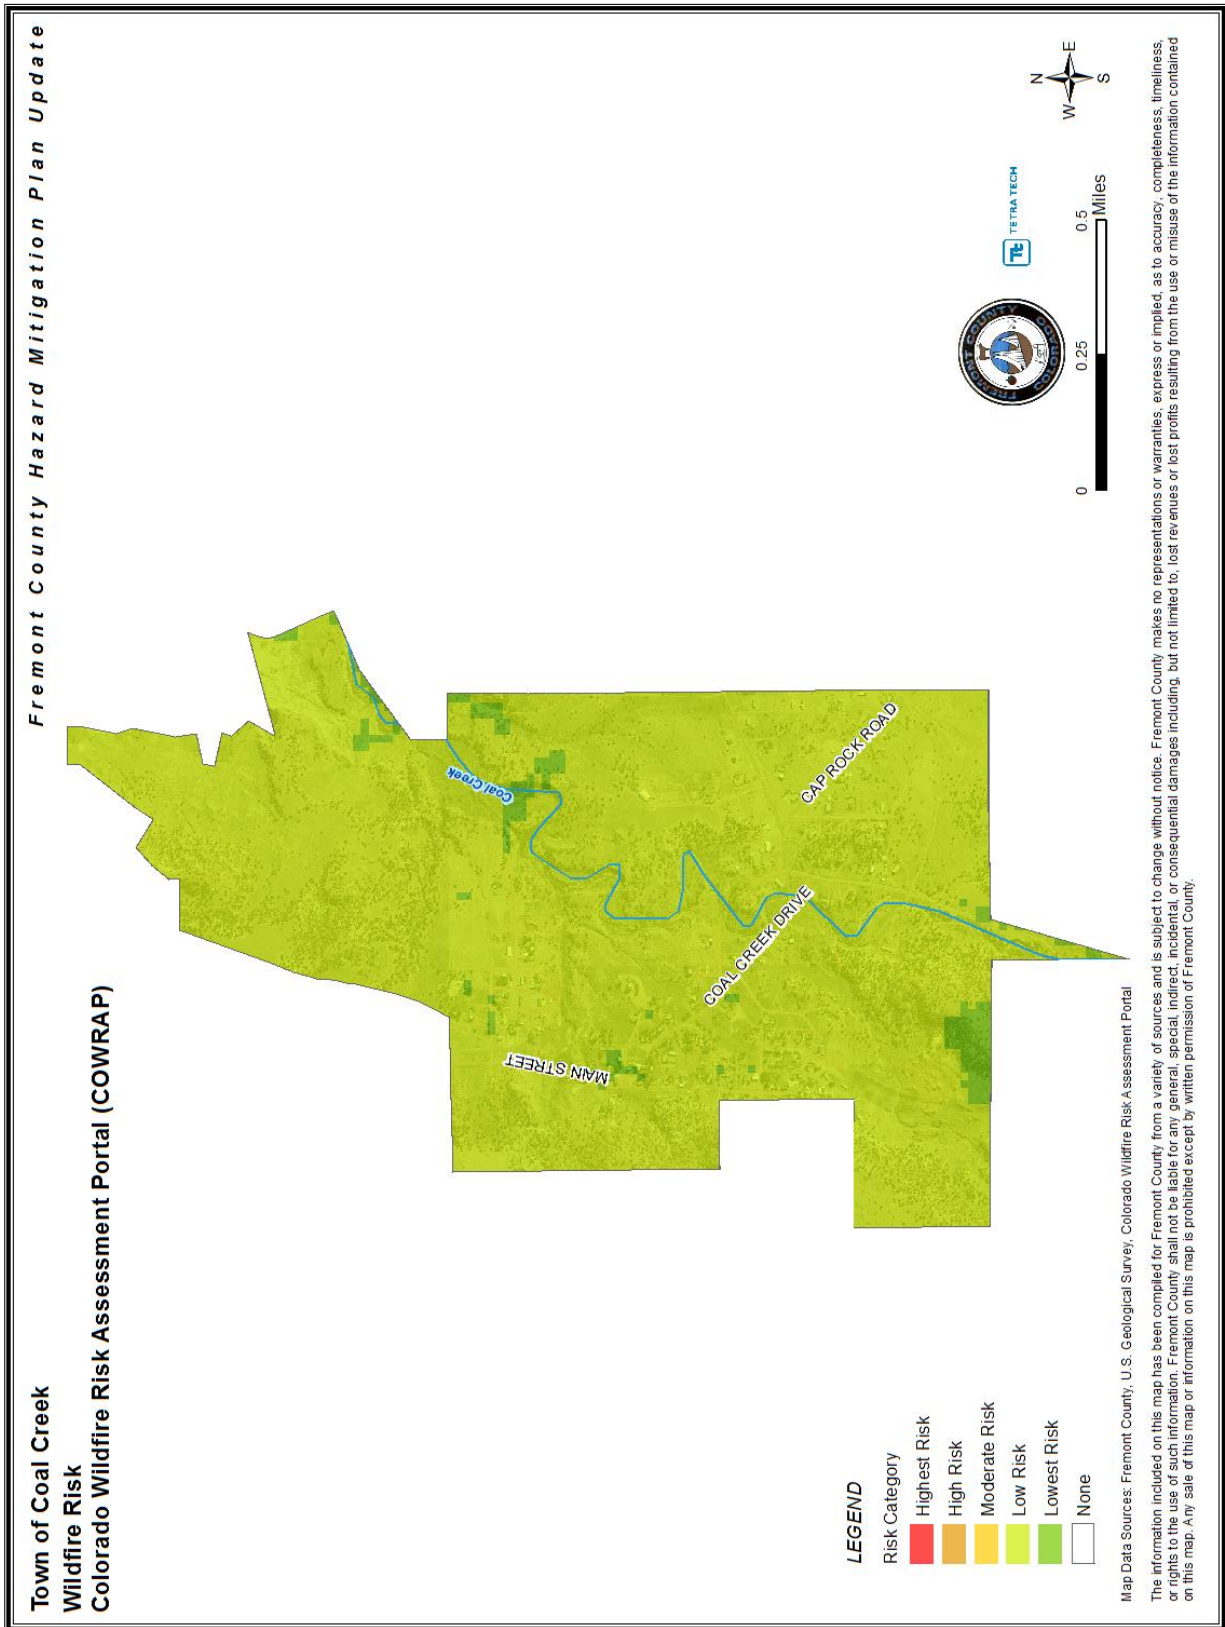 Fremont County Hazard Mitigation Plan Update
Town of Coal Creek
Wildfire Risk
Colorado Wildfire Risk Assessment Portal (COWRAP)
Coal Creek
MAIN STREET
COAL CREEK DRIVE
CAP ROCK ROAD
LEGEND
Risk Category
Highest Risk
High Risk
Moderate Risk
Low Risk
Lowest Risk
None
FREMONT COUNTY
COLORADO
Tt
TETRA TECH
N
W
E
S
0
0.25
0.5
Miles
Map Data Sources: Fremont County, U.S. Geological Survey, Colorado Wildfire Risk Assessment Portal
The information included on this map has been compiled for Fremont County from a variety of sources and is subject to change without notice. Fremont County makes no representations or warranties, express or implied, as to accuracy, completeness, timeliness,
or rights to the use of such information. Fremont County shall not be liable for any general, special, indirect, incidental, or consequential damages including, but not limited to, lost revenues or lost profits resulting from the use or misuse of the information contained
on this map. Any sale of this map or information on this map is prohibited except by written permission of Fremont County.